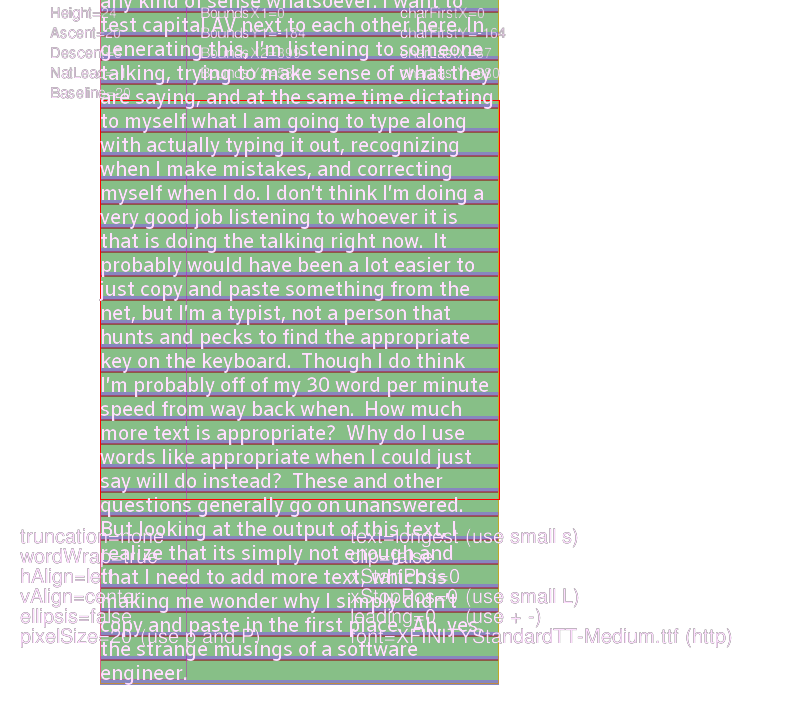 any kind of sense whatsoever. I want to
test capital AV next to each other here. In
generating this, I'm listening to someone
talking, trying to make sense of what they
are saying, and at the same time dictating
to myself what I am going to type along
with actually typing it out, recognizing
when I make mistakes, and correcting
myself when I do. I don't think I'm doing a
very good job listening to whoever it is
that is doing the talking right now.  It
probably would have been a lot easier to
just copy and paste something from the
net, but I'm a typist, not a person that
hunts and pecks to find the appropriate
key on the keyboard.  Though I do think
I'm probably off of my 30 word per minute
speed from way back when.  How much
more text is appropriate?  Why do I use
words like appropriate when I could just
say will do instead?  These and other
questions generally go on unanswered.
But looking at the output of this text, I
realize that its simply not enough and
that I need to add more text, which is
making me wonder why I simply didn't
copy and paste in the first place. Ah, yes,
the strange musings of a software
engineer.
Height=24
BoundsX1=0
charFirstX=0
Ascent=20
BoundsY1=-184
charFirstY=-164
Descent=
NatLead=
Baseline=20
truncation=none
text=longest (use small s)
wordWrap=true
clip=false
hAlign=left
xStartPos=0
vAlign=center
xStopPos=0 (use small L)
ellipsis=false
leading=0 (use + -)
pixelSize=20 (use p and P)
font=XFINITYStandardTT-Medium.ttf (http)